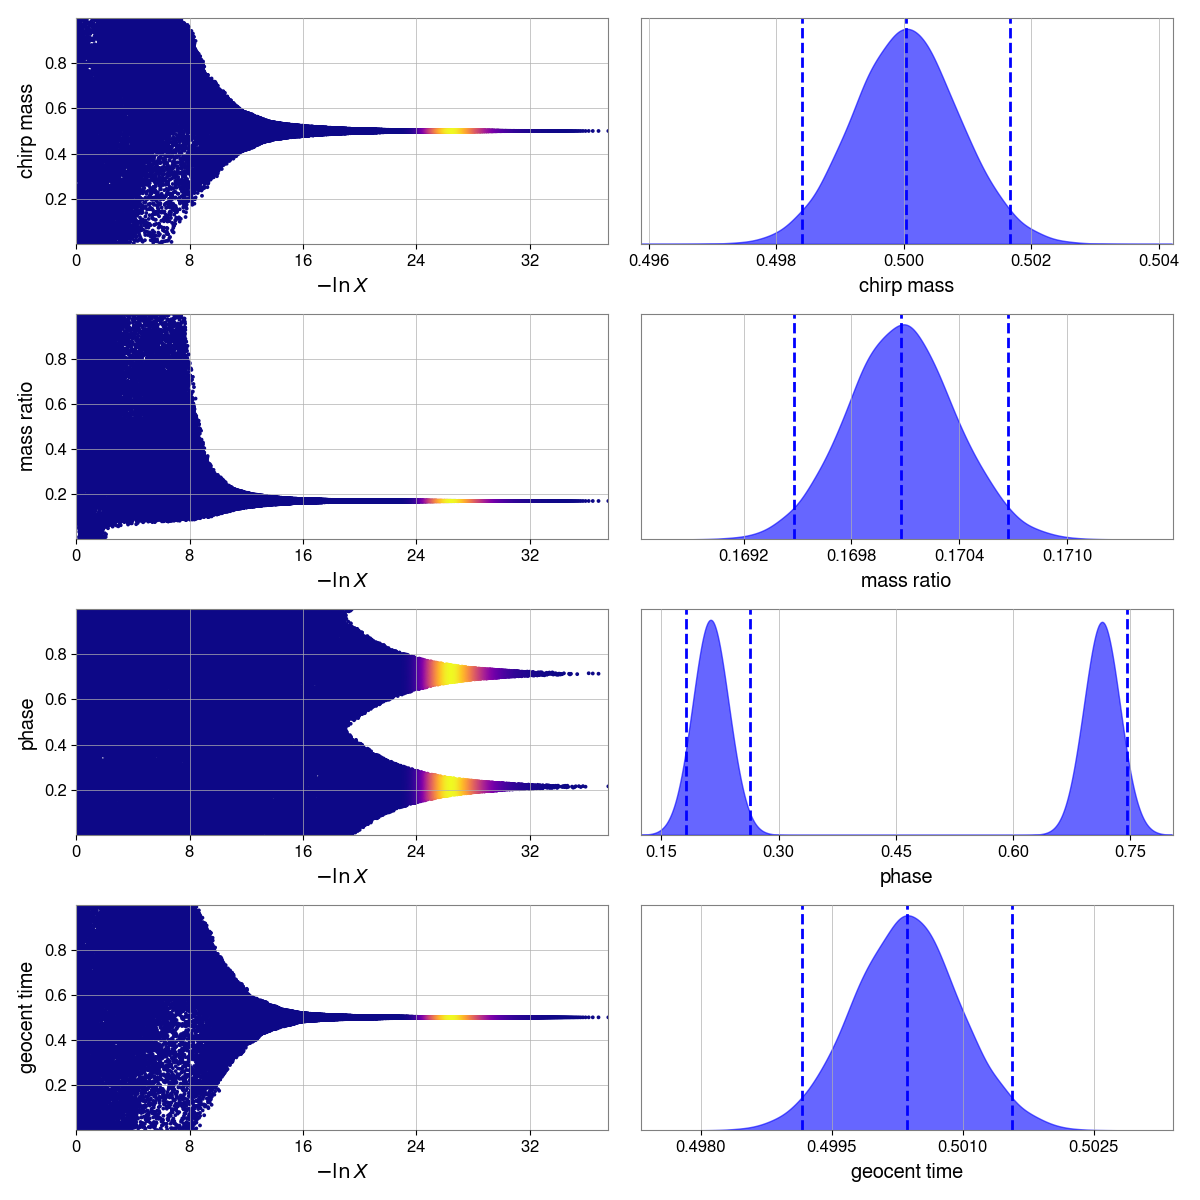 0.8
0.6
0.4
0.2
chirp mass
0 8 16 24 32
−ln X
0.496 0.498 0.500 0.502 0.504
chirp mass
0.8
0.6
0.4
0.2
mass ratio
0 8 16 24 32
−ln X
0.1692 0.1698 0.1704 0.1710
mass ratio
0.8
0.6
0.4
0.2
phase
0 8 16 24 32
−ln X
0.15 0.30 0.45 0.60 0.75
phase
0.8
0.6
0.4
0.2
geocent time
0 8 16 24 32
−ln X
0.4980 0.4995 0.5010 0.5025
geocent time